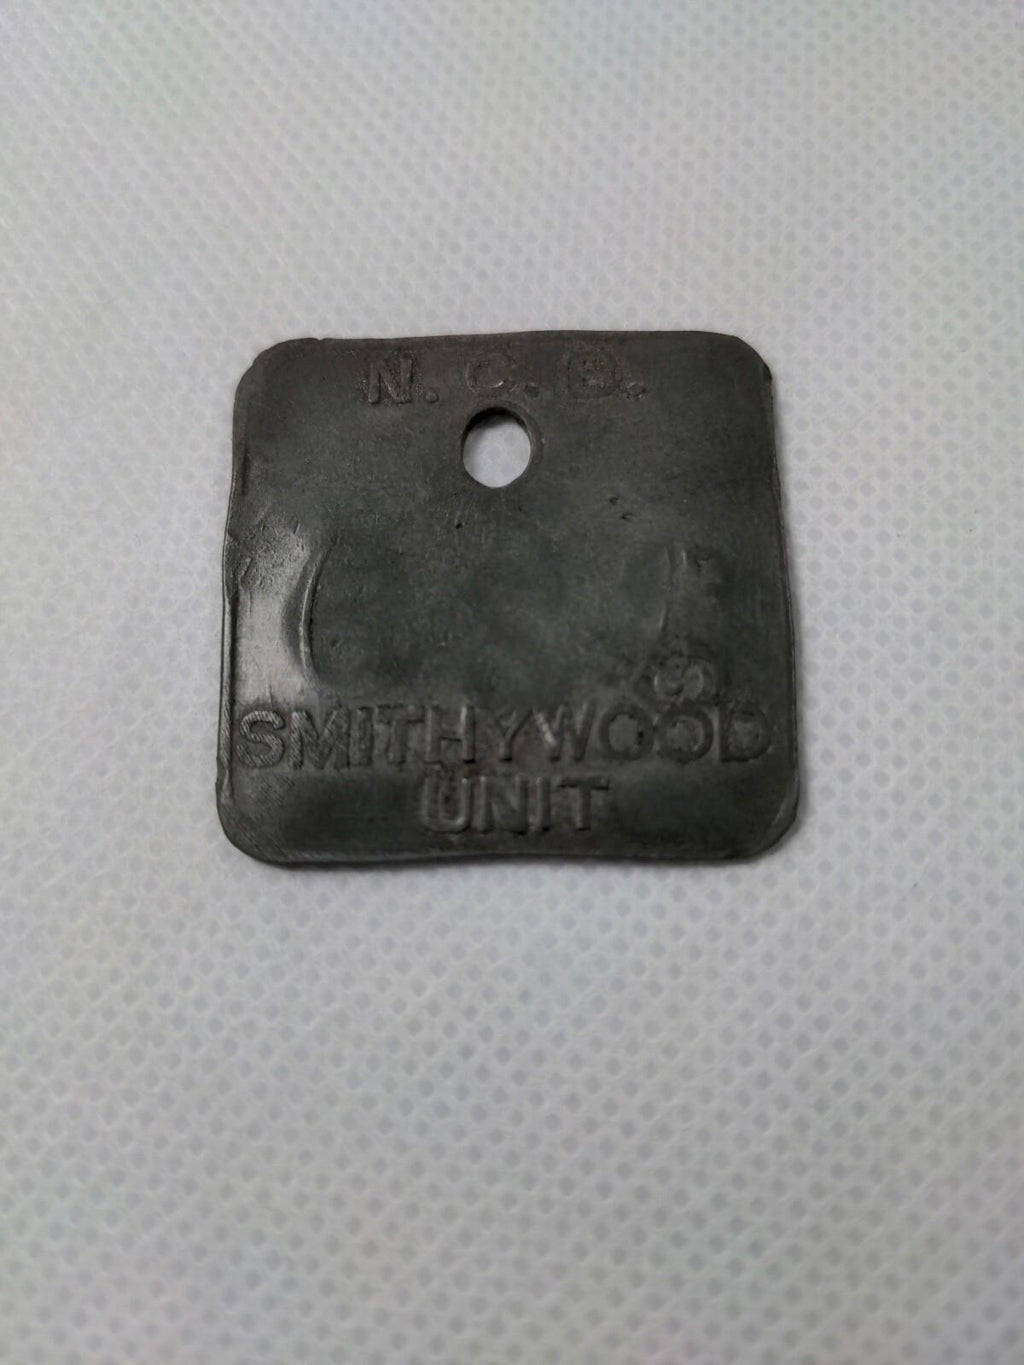 N. C. B.
SMITHYWOOD
UNIT